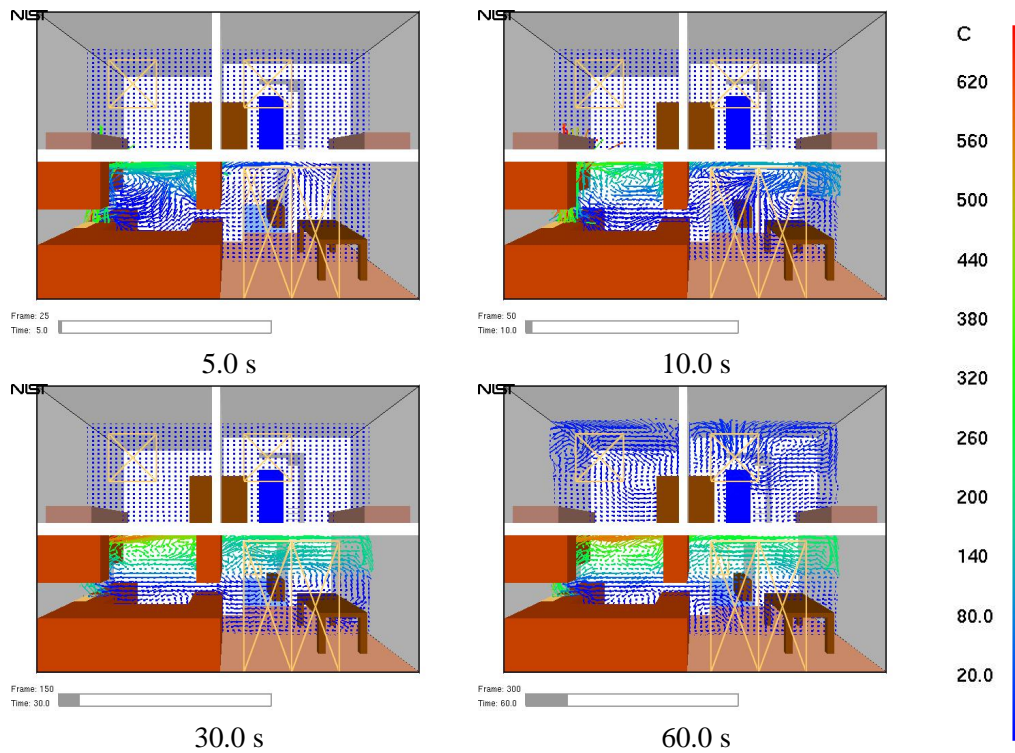 NIST
NIST
C
620
560
500
440
380
320
260
200
140
80.0
20.0
Frame: 25
Time: 5.0
5.0 s
Frame: 50
Time: 10.0
10.0 s
NIST
NIST
Frame: 150
Time: 30.0
30.0 s
Frame: 300
Time: 60.0
60.0 s